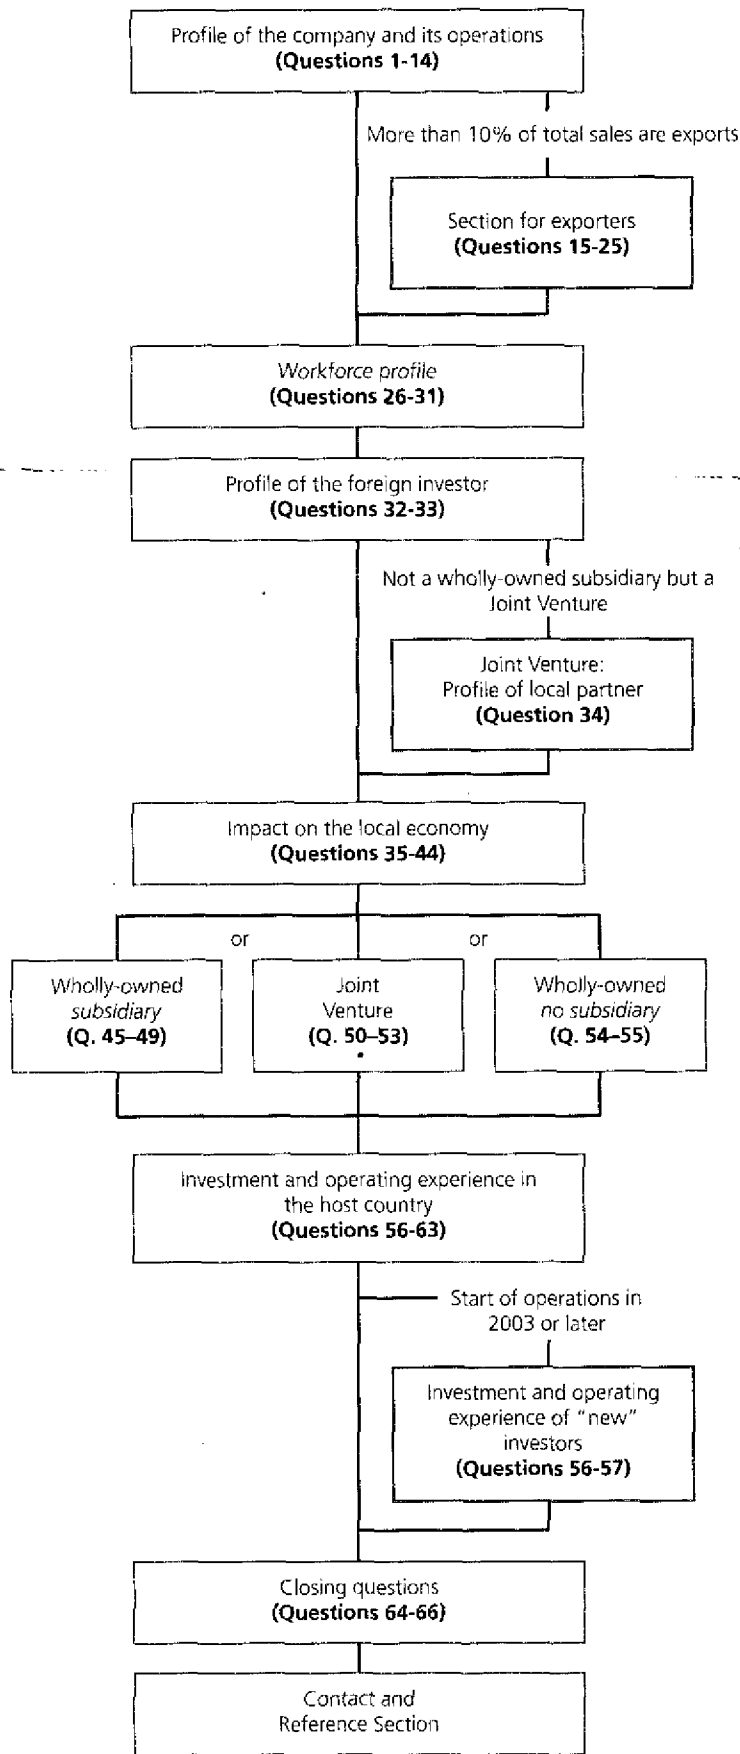 Profile of the company and its operations
(Questions 1-14)
More than 10% of total sales are exports
Section for exporters
(Questions 15-25)
Workforce profile
(Questions 26-31)
Profile of the foreign investor
(Questions 32-33)
Not a wholly-owned subsidiary but a
Joint Venture
Joint Venture:
Profile of local partner
(Question 34)
Impact on the local economy
(Questions 35-44)
or
or
Wholly-owned
subsidiary
(Q. 45–49)
Joint
Venture
(Q. 50–53)
Wholly-owned
no subsidiary
(Q. 54–55)
Investment and operating experience in
the host country
(Questions 56-63)
Start of operations in
2003 or later
Investment and operating
experience of "new"
investors
(Questions 56-57)
Closing questions
(Questions 64-66)
Contact and
Reference Section